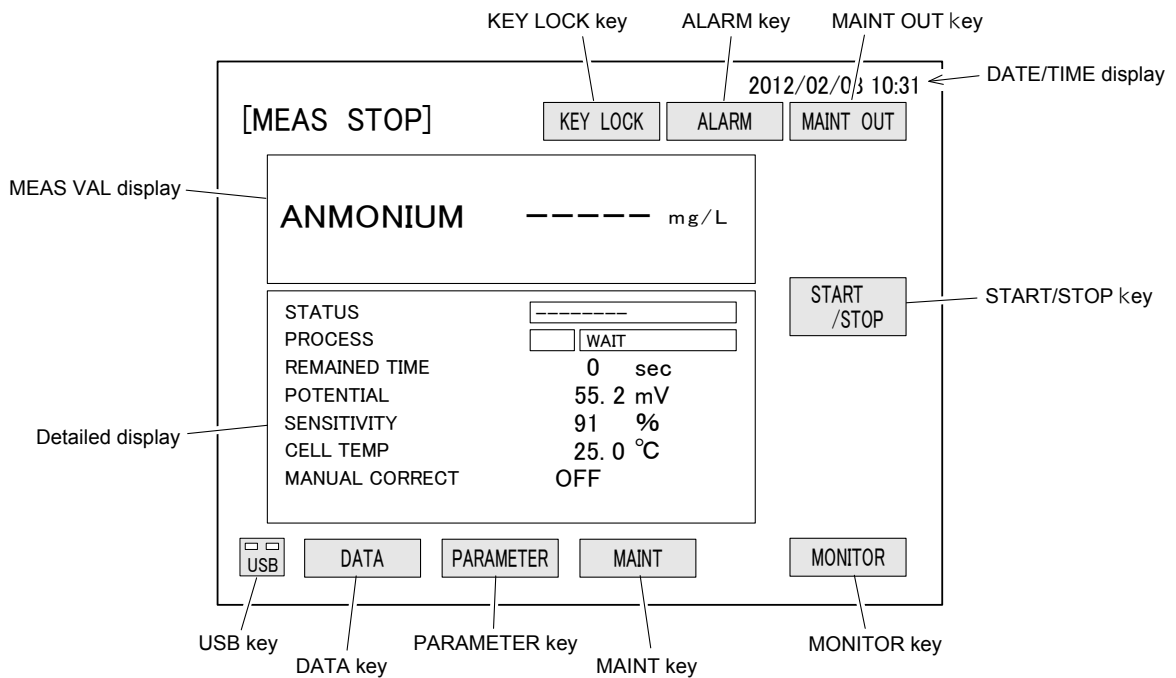 KEY LOCK key ALARM key MAINT OUT key
2012/02/03 10:31 DATE/TIME display
[MEAS STOP] KEY LOCK ALARM MAINT OUT
MEAS VAL display
ANMONIUM ----- mg/L
START
/STOP
START/STOP key
STATUS --------
PROCESS WAIT
REMAINED TIME 0 sec
POTENTIAL 55.2 mV
SENSITIVITY 91 %
Detailed display
CELL TEMP 25.0 ℃
MANUAL CORRECT OFF
USB DATA PARAMETER MAINT MONITOR
USB key PARAMETER key MONITOR key
DATA key MAINT key